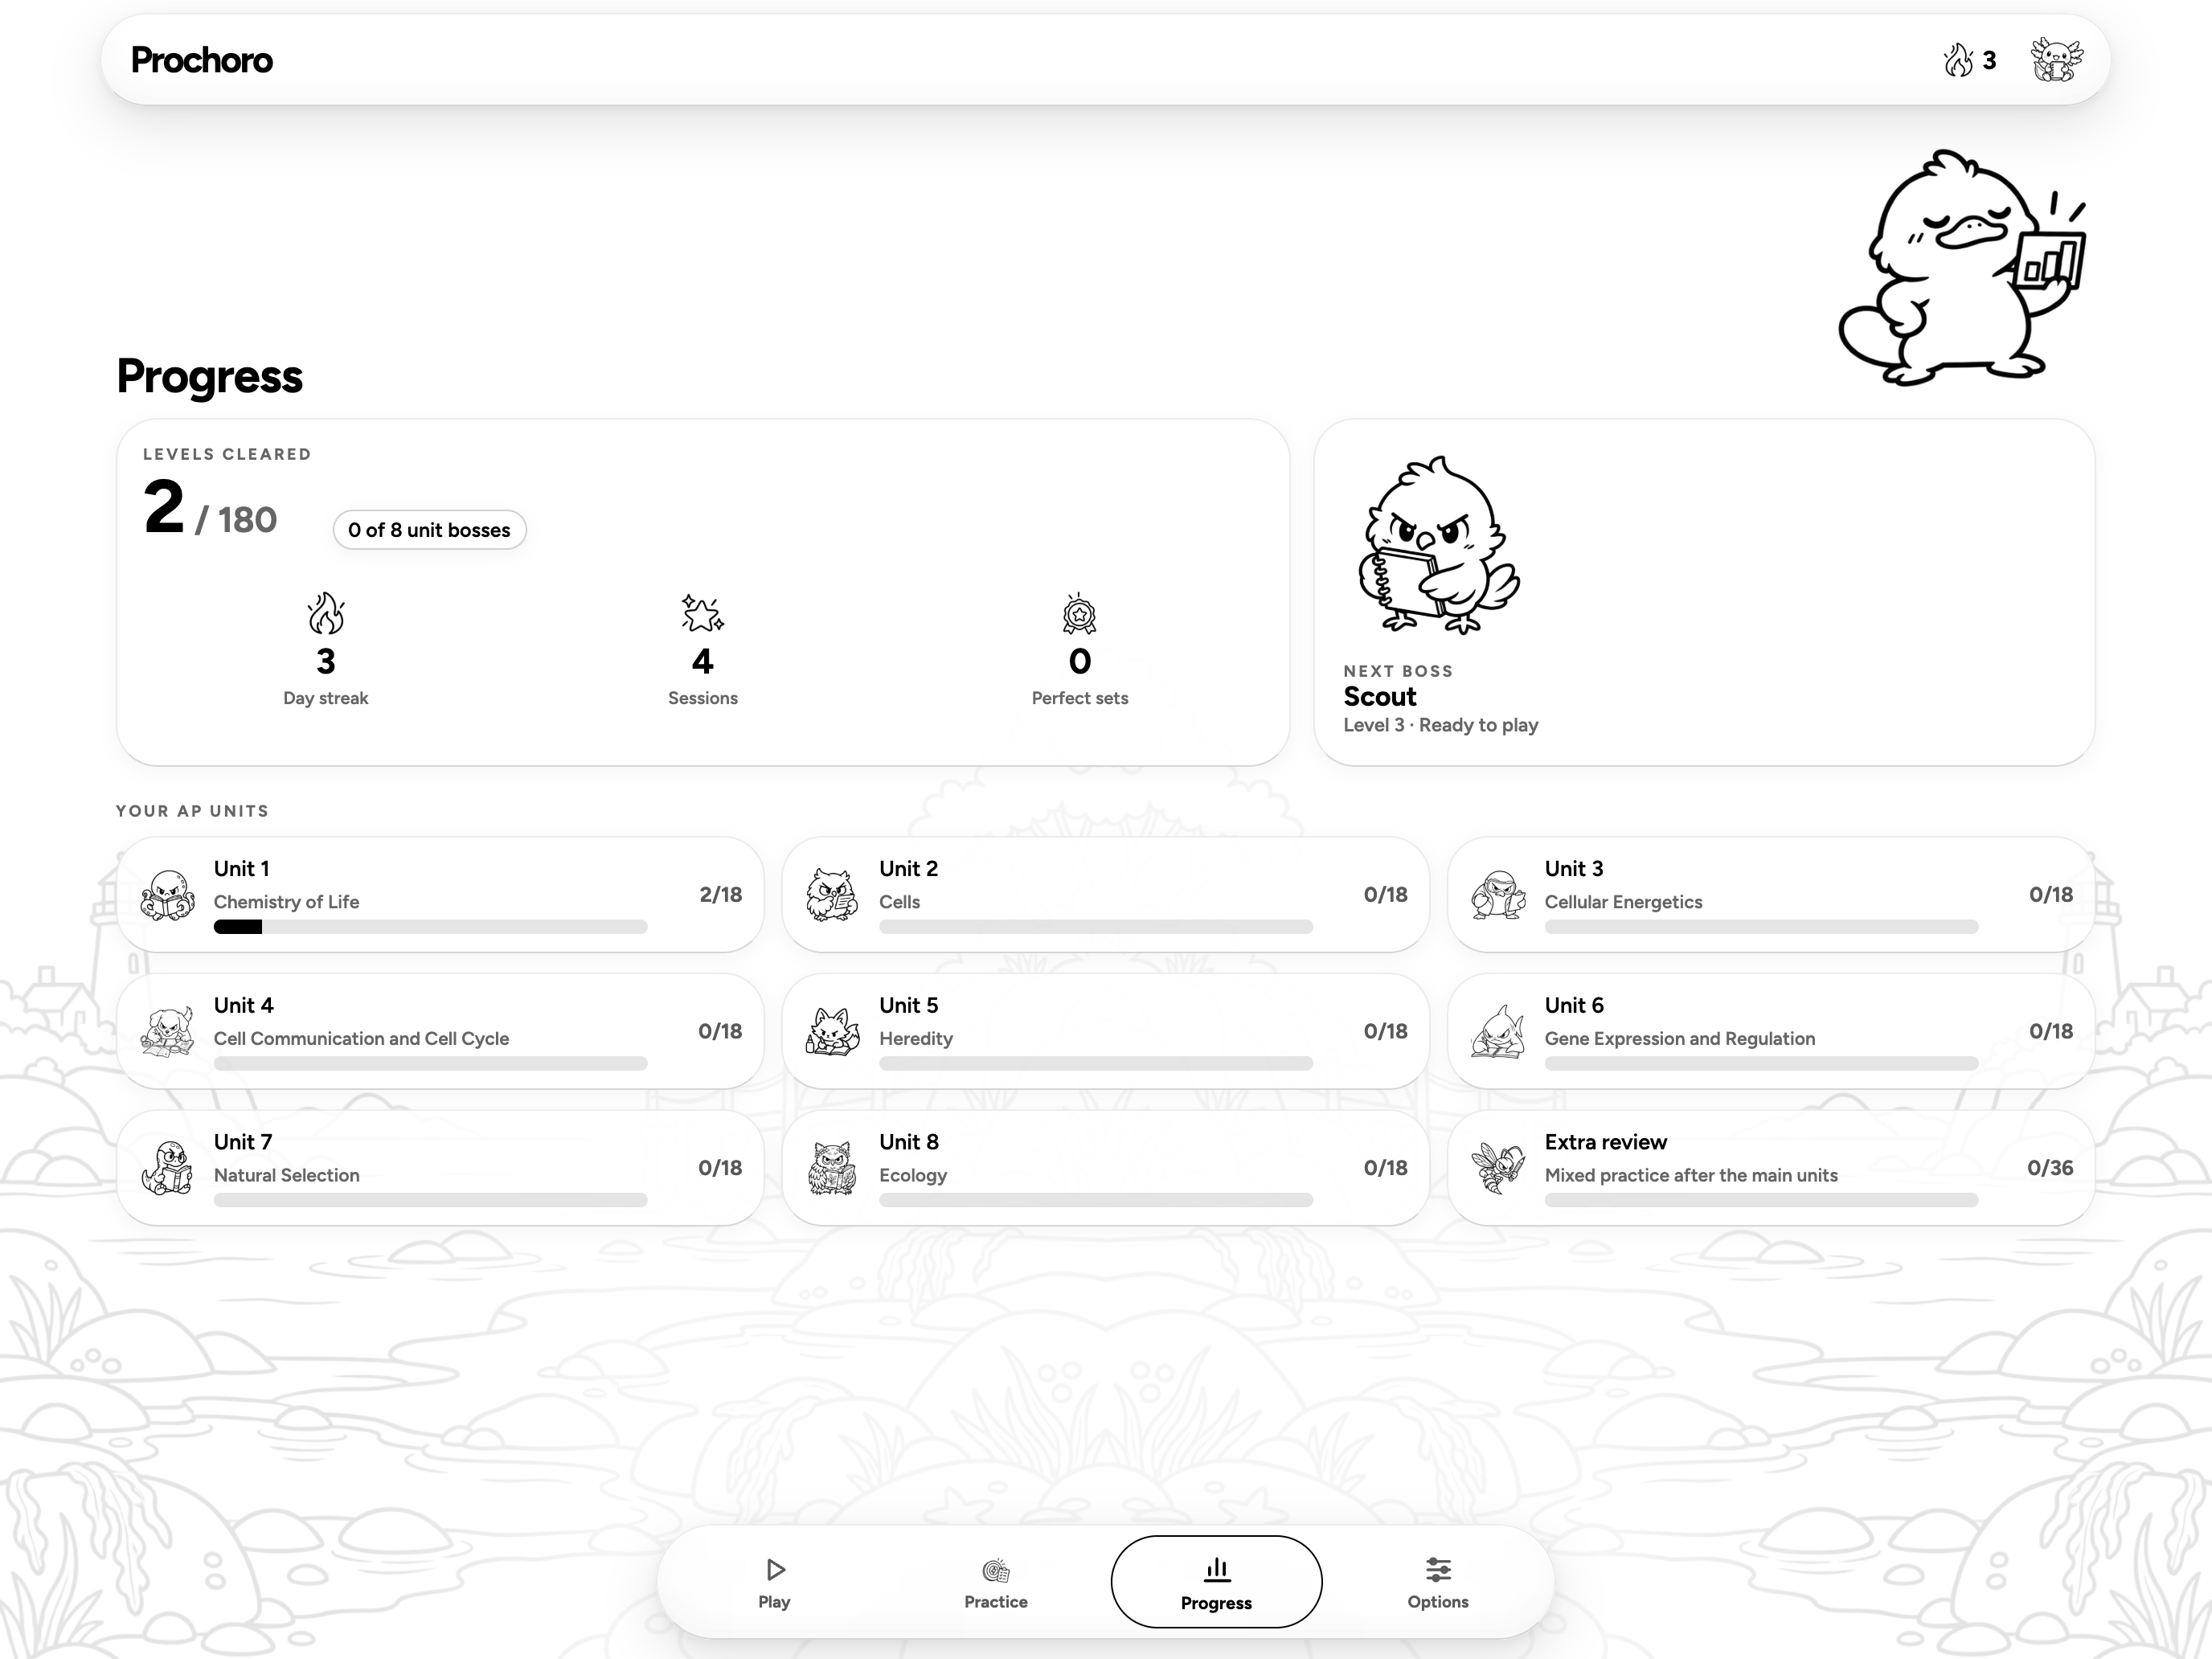 Prochoro
3
Progress
LEVELS CLEARED
2 / 180
0 of 8 unit bosses
3
Day streak
4
Sessions
0
Perfect sets
NEXT BOSS
Scout
Level 3 · Ready to play
YOUR AP UNITS
Unit 1
Chemistry of Life
2/18
Unit 2
Cells
0/18
Unit 3
Cellular Energetics
0/18
Unit 4
Cell Communication and Cell Cycle
0/18
Unit 5
Heredity
0/18
Unit 6
Gene Expression and Regulation
0/18
Unit 7
Natural Selection
0/18
Unit 8
Ecology
0/18
Extra review
Mixed practice after the main units
0/36
Play
Practice
Progress
Options